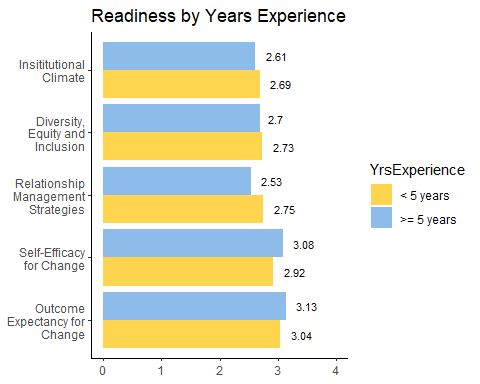 Readiness by Years Experience
Insititutional
Climate
2.61
2.69
Diversity,
Equity and
Inclusion
2.7
2.73
Relationship
Management
Strategies
2.53
2.75
Self-Efficacy
for Change
3.08
2.92
Outcome
Expectancy for
Change
3.13
3.04
0 1 2 3 4
YrsExperience
< 5 years
>= 5 years